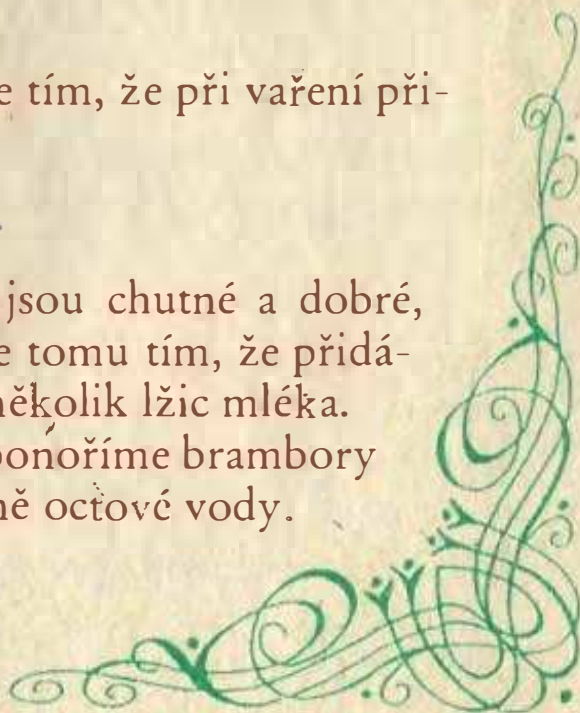 e tím, že při vaření při-
jsou chutné a dobré,
e tomu tím, že přidá-
několik lžic mléka.
ponoříme brambory
ně octové vody.